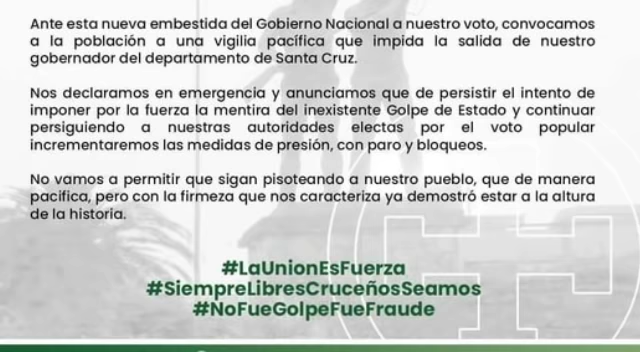 Ante esta nueva embestida del Gobierno Nacional a nuestro voto, convocamos
a la población a una vigilia pacífica que impida la salida de nuestro
gobernador del departamento de Santa Cruz.
Nos declaramos en emergencia y anunciamos que de persistir el intento de
imponer por la fuerza la mentira del inexistente Golpe de Estado y continuar
persiguiendo a nuestras autoridades electas por el voto popular
incrementaremos las medidas de presión, con paro y bloqueos.
No vamos a permitir que sigan pisoteando a nuestro pueblo, que de manera
pacifica, pero con la firmeza que nos caracteriza ya demostró estar a la altura
de la historia.
#LaUnionEsFuerza
#SiempreLibresCruceñosSeamos
#NoFueGolpeFueFraude